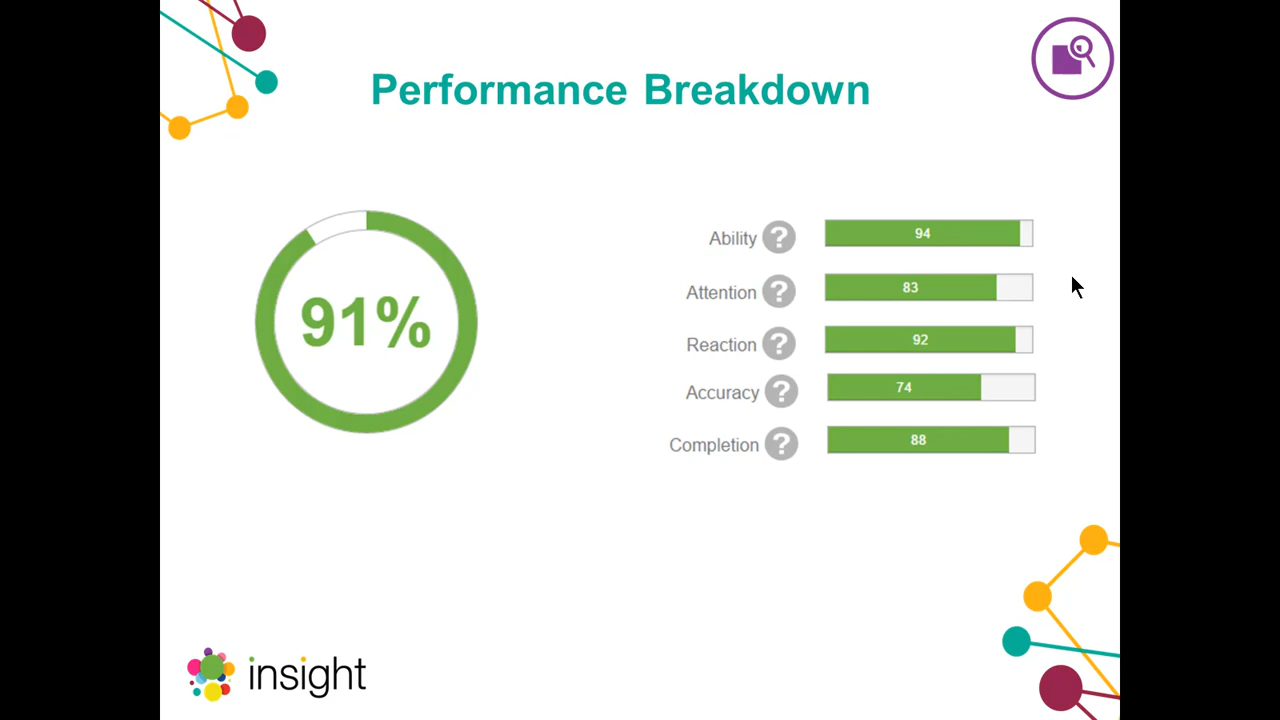 Performance Breakdown
91%
Ability ? 94
Attention ? 83
Reaction ? 92
Accuracy ? 74
Completion ? 88
insight